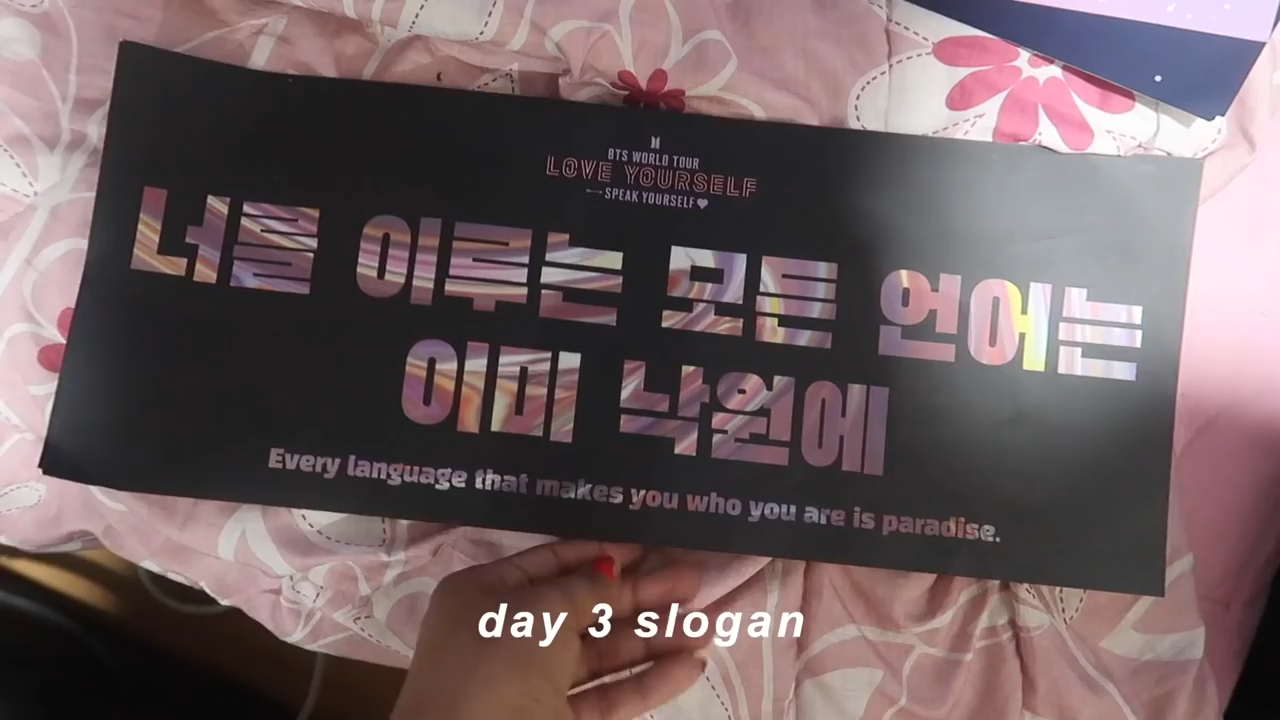 BTS WORLD TOUR
LOVE YOURSELF
SPEAK YOURSELF
너를 이루는 모든 언어는
이미 낙원에
Every language that makes you who you are is paradise.
day 3 slogan